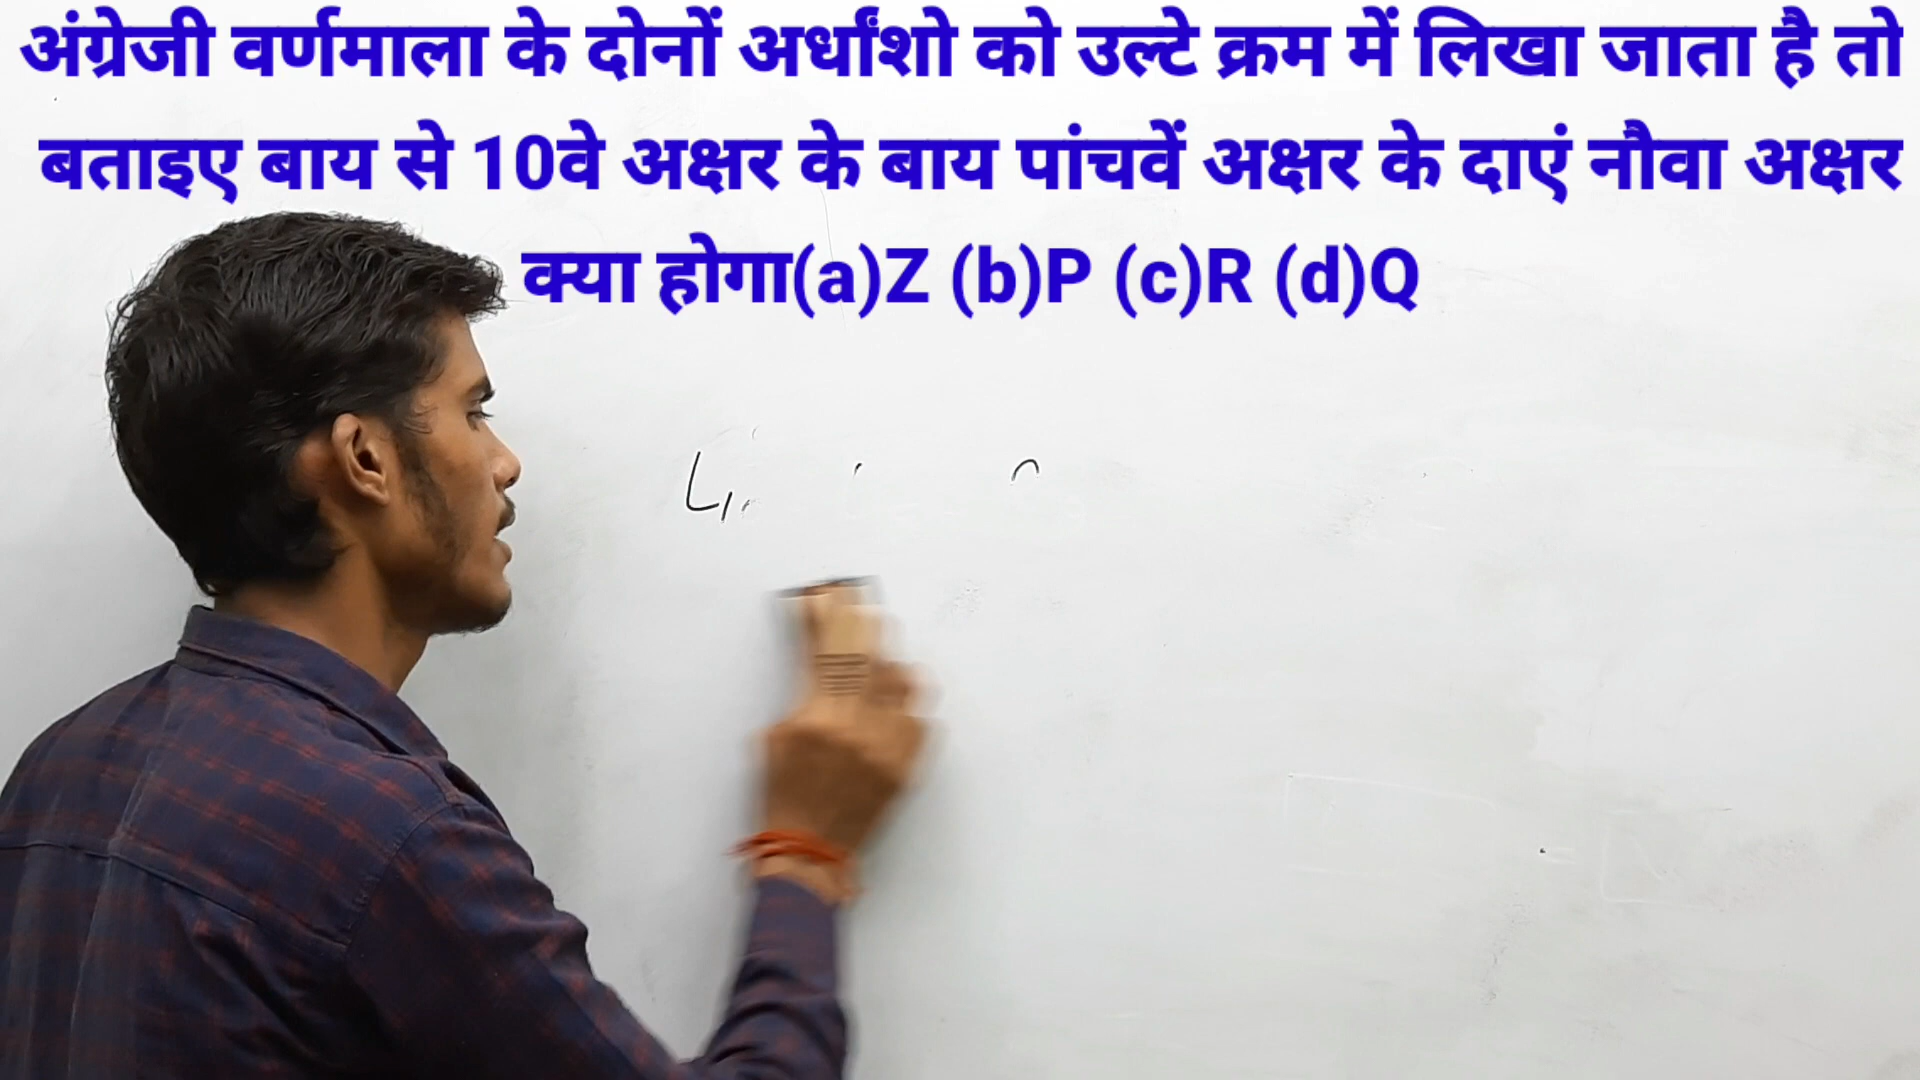 अंग्रेजी वर्णमाला के दोनों अर्धांशो को उल्टे क्रम में लिखा जाता है तो
बताइए बाय से 10वे अक्षर के बाय पांचवें अक्षर के दाएं नौवा अक्षर
क्या होगा(a)Z (b)P (c)R (d)Q